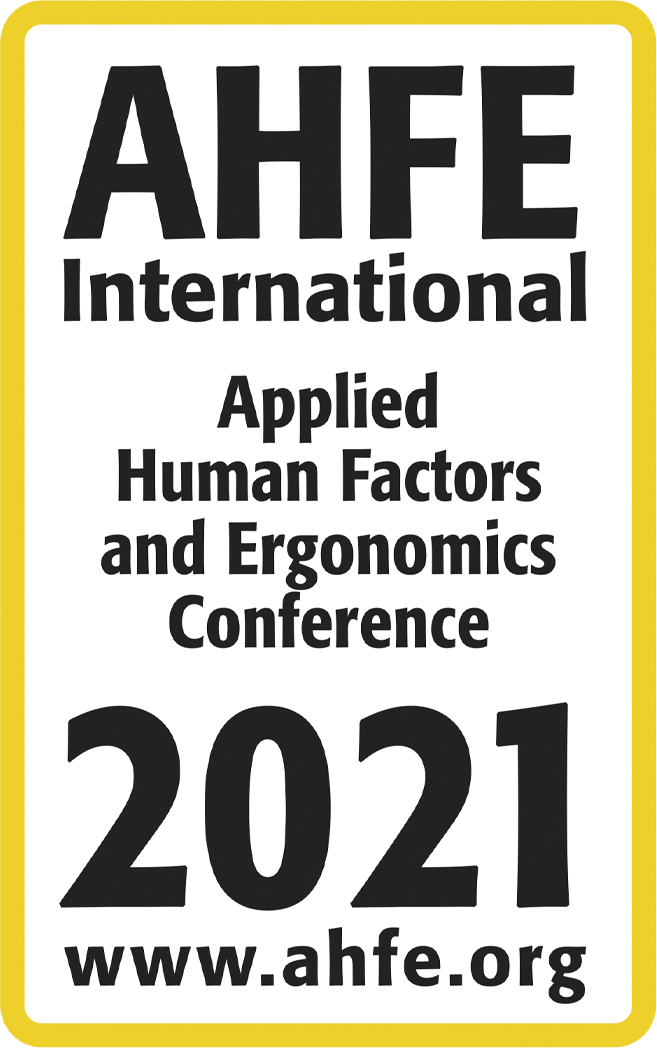 AHFE
International
Applied
Human Factors
and Ergonomics
Conference
2021
www.ahfe.org